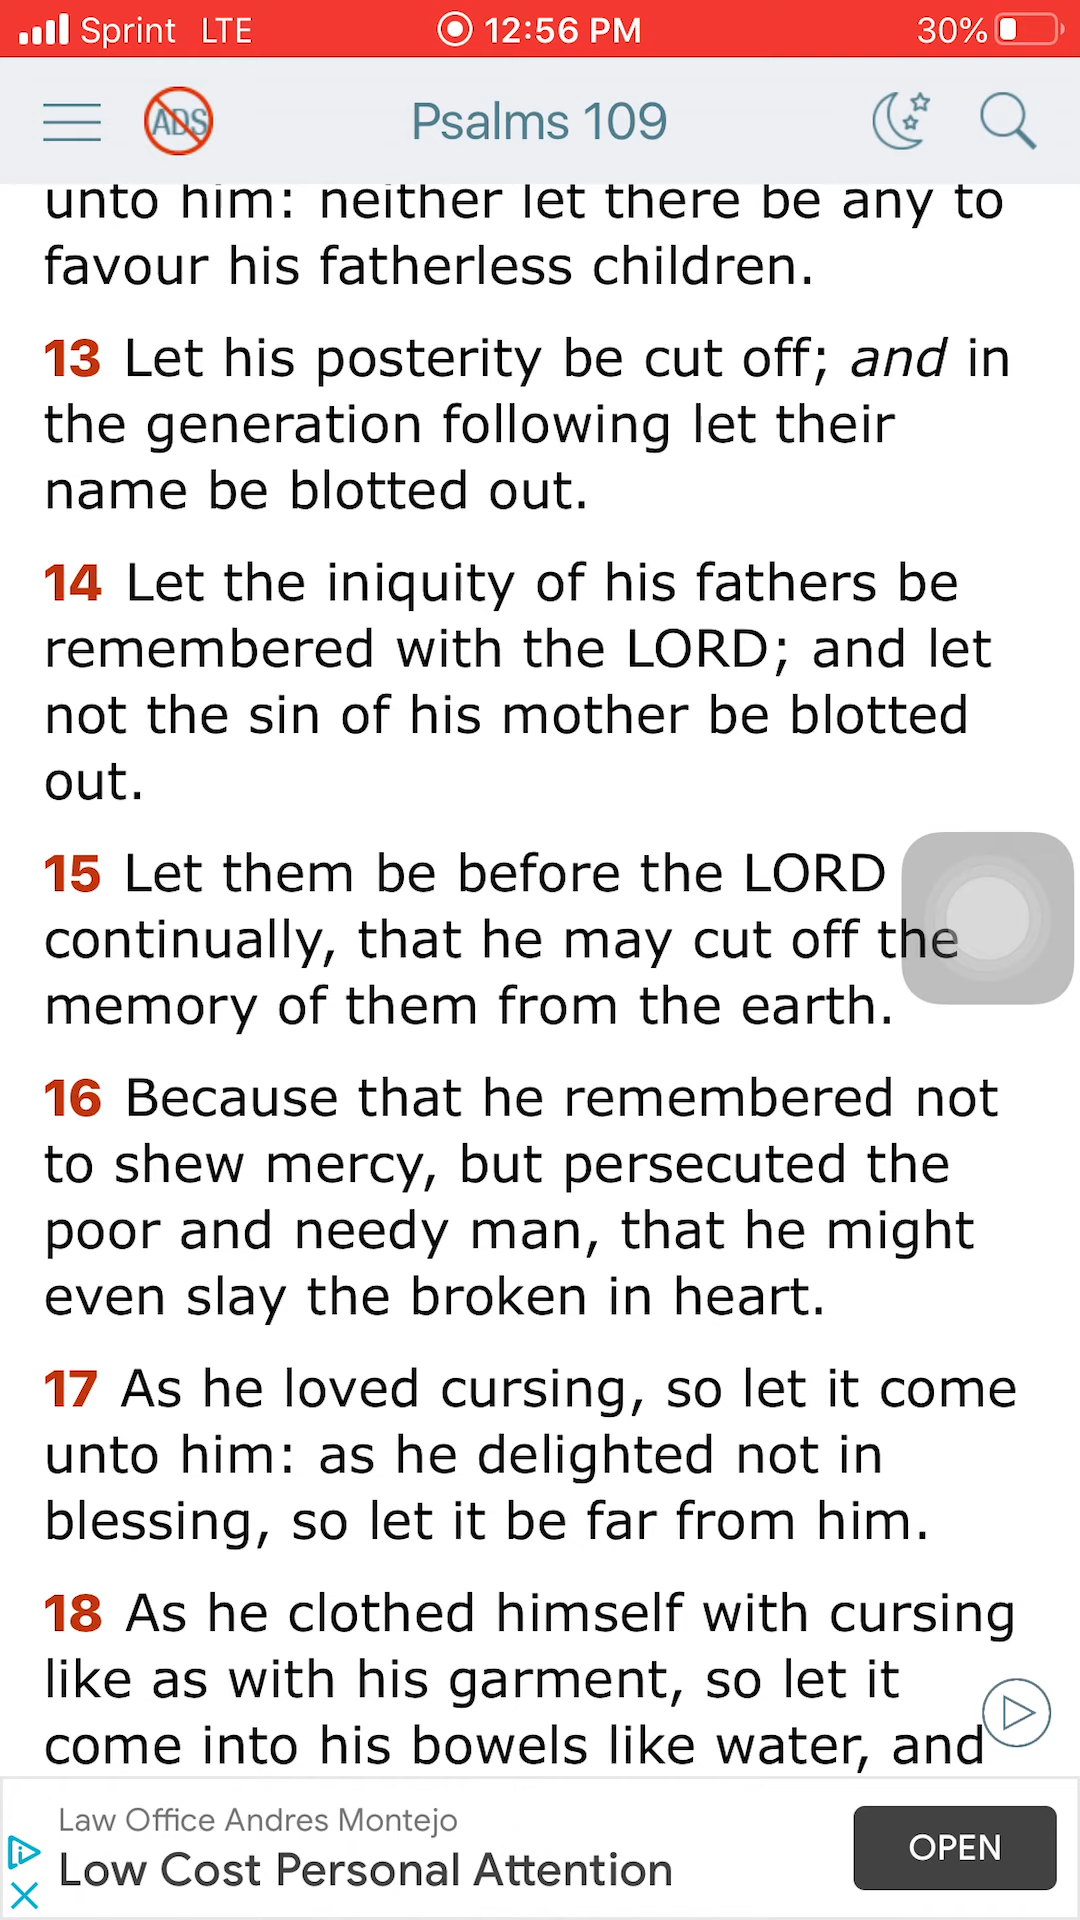 Sprint LTE 12:56 PM 30%
ADS Psalms 109
unto him: neither let there be any to
favour his fatherless children.
13 Let his posterity be cut off; and in
the generation following let their
name be blotted out.
14 Let the iniquity of his fathers be
remembered with the LORD; and let
not the sin of his mother be blotted
out.
15 Let them be before the LORD
continually, that he may cut off the
memory of them from the earth.
16 Because that he remembered not
to shew mercy, but persecuted the
poor and needy man, that he might
even slay the broken in heart.
17 As he loved cursing, so let it come
unto him: as he delighted not in
blessing, so let it be far from him.
18 As he clothed himself with cursing
like as with his garment, so let it
come into his bowels like water, and
Law Office Andres Montejo
Low Cost Personal Attention
OPEN